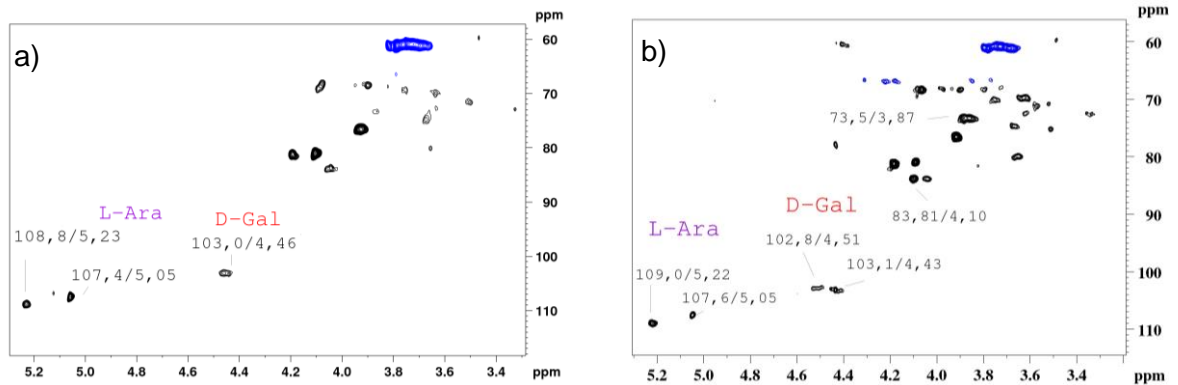 a)
ppm
60
70
80
90
100
110
L-Ara
D-Gal
108,8/5,23
103,0/4,46
107,4/5,05
5.2 5.0 4.8 4.6 4.4 4.2 4.0 3.8 3.6 3.4 ppm
b)
ppm
60
70
80
90
100
110
73,5/3,87
83,81/4,10
L-Ara
D-Gal
102,8/4,51
109,0/5,22
103,1/4,43
107,6/5,05
5.2 5.0 4.8 4.6 4.4 4.2 4.0 3.8 3.6 3.4 ppm